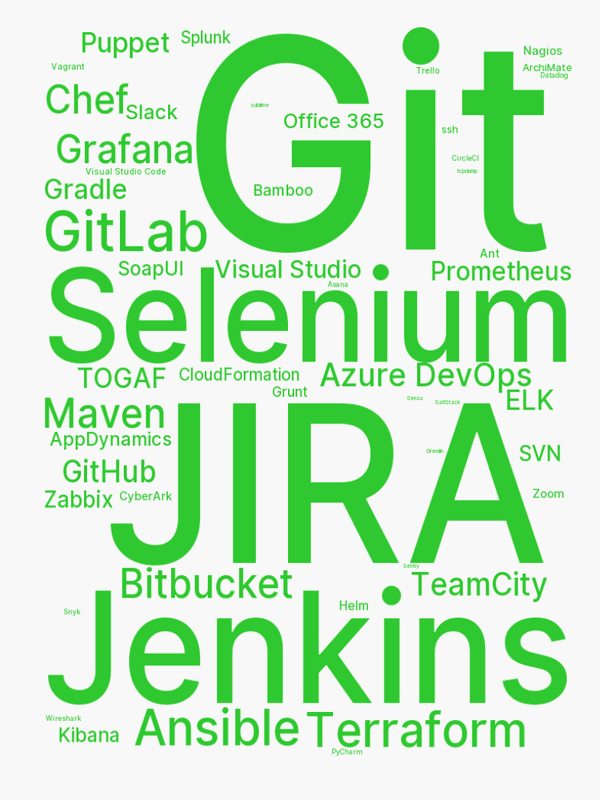 Puppet
Splunk
Git
Nagios
Vagrant
Trello
ArchiMate
Datadog
Chef
Slack
sublime
Office 365
ssh
Grafana
CircleCI
Visual Studio Code
tcpdump
Gradle
Bamboo
GitLab
Ant
SoapUI
Visual Studio
Prometheus
Asana
Selenium
TOGAF
CloudFormation
Azure DevOps
Grunt
Sensu
SaltStack
ELK
Maven
JIRA
AppDynamics
Gremlin
SVN
GitHub
Zabbix
CyberArk
Zoom
Sentry
Bitbucket
TeamCity
Snyk
Helm
Jenkins
Wireshark
Ansible
Terraform
Kibana
PyCharm